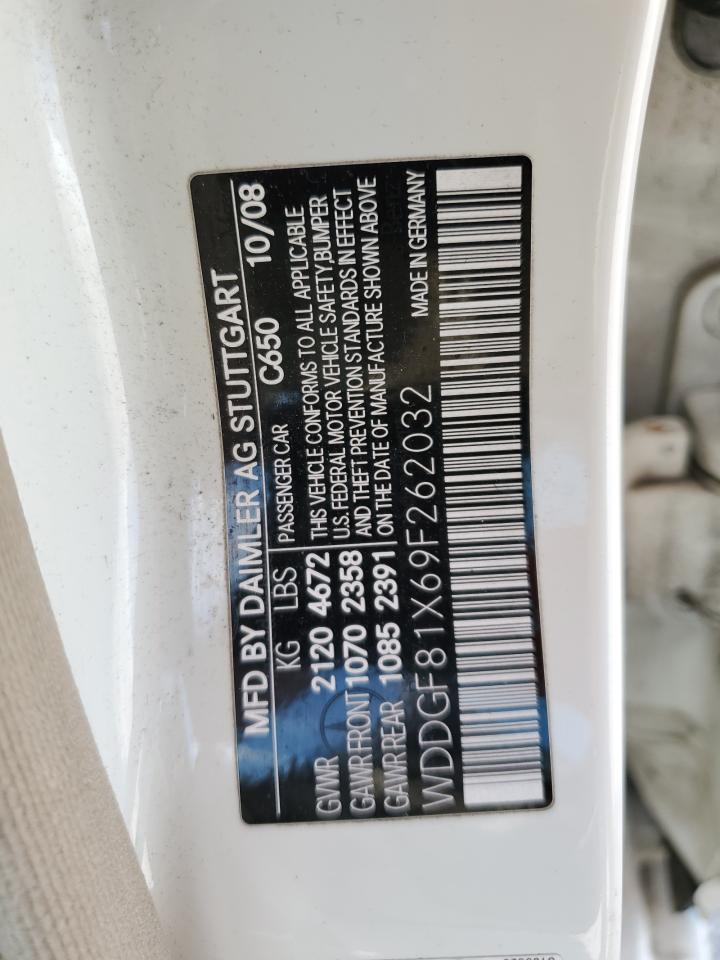 MFD BY DAIMLER AG STUTTGART 10/08
KG LBS PASSENGER CAR C650
GVWR 2120 4672 THIS VEHICLE CONFORMS TO ALL APPLICABLE
U.S. FEDERAL MOTOR VEHICLE SAFETY,BUMPER
GAWR FRONT 1070 2358 AND THEFT PREVENTION STANDARDS IN EFFECT
GAWR REAR 1085 2391 ON THE DATE OF MANUFACTURE SHOWN ABOVE
WDDGF81X69F262032 MADE IN GERMANY